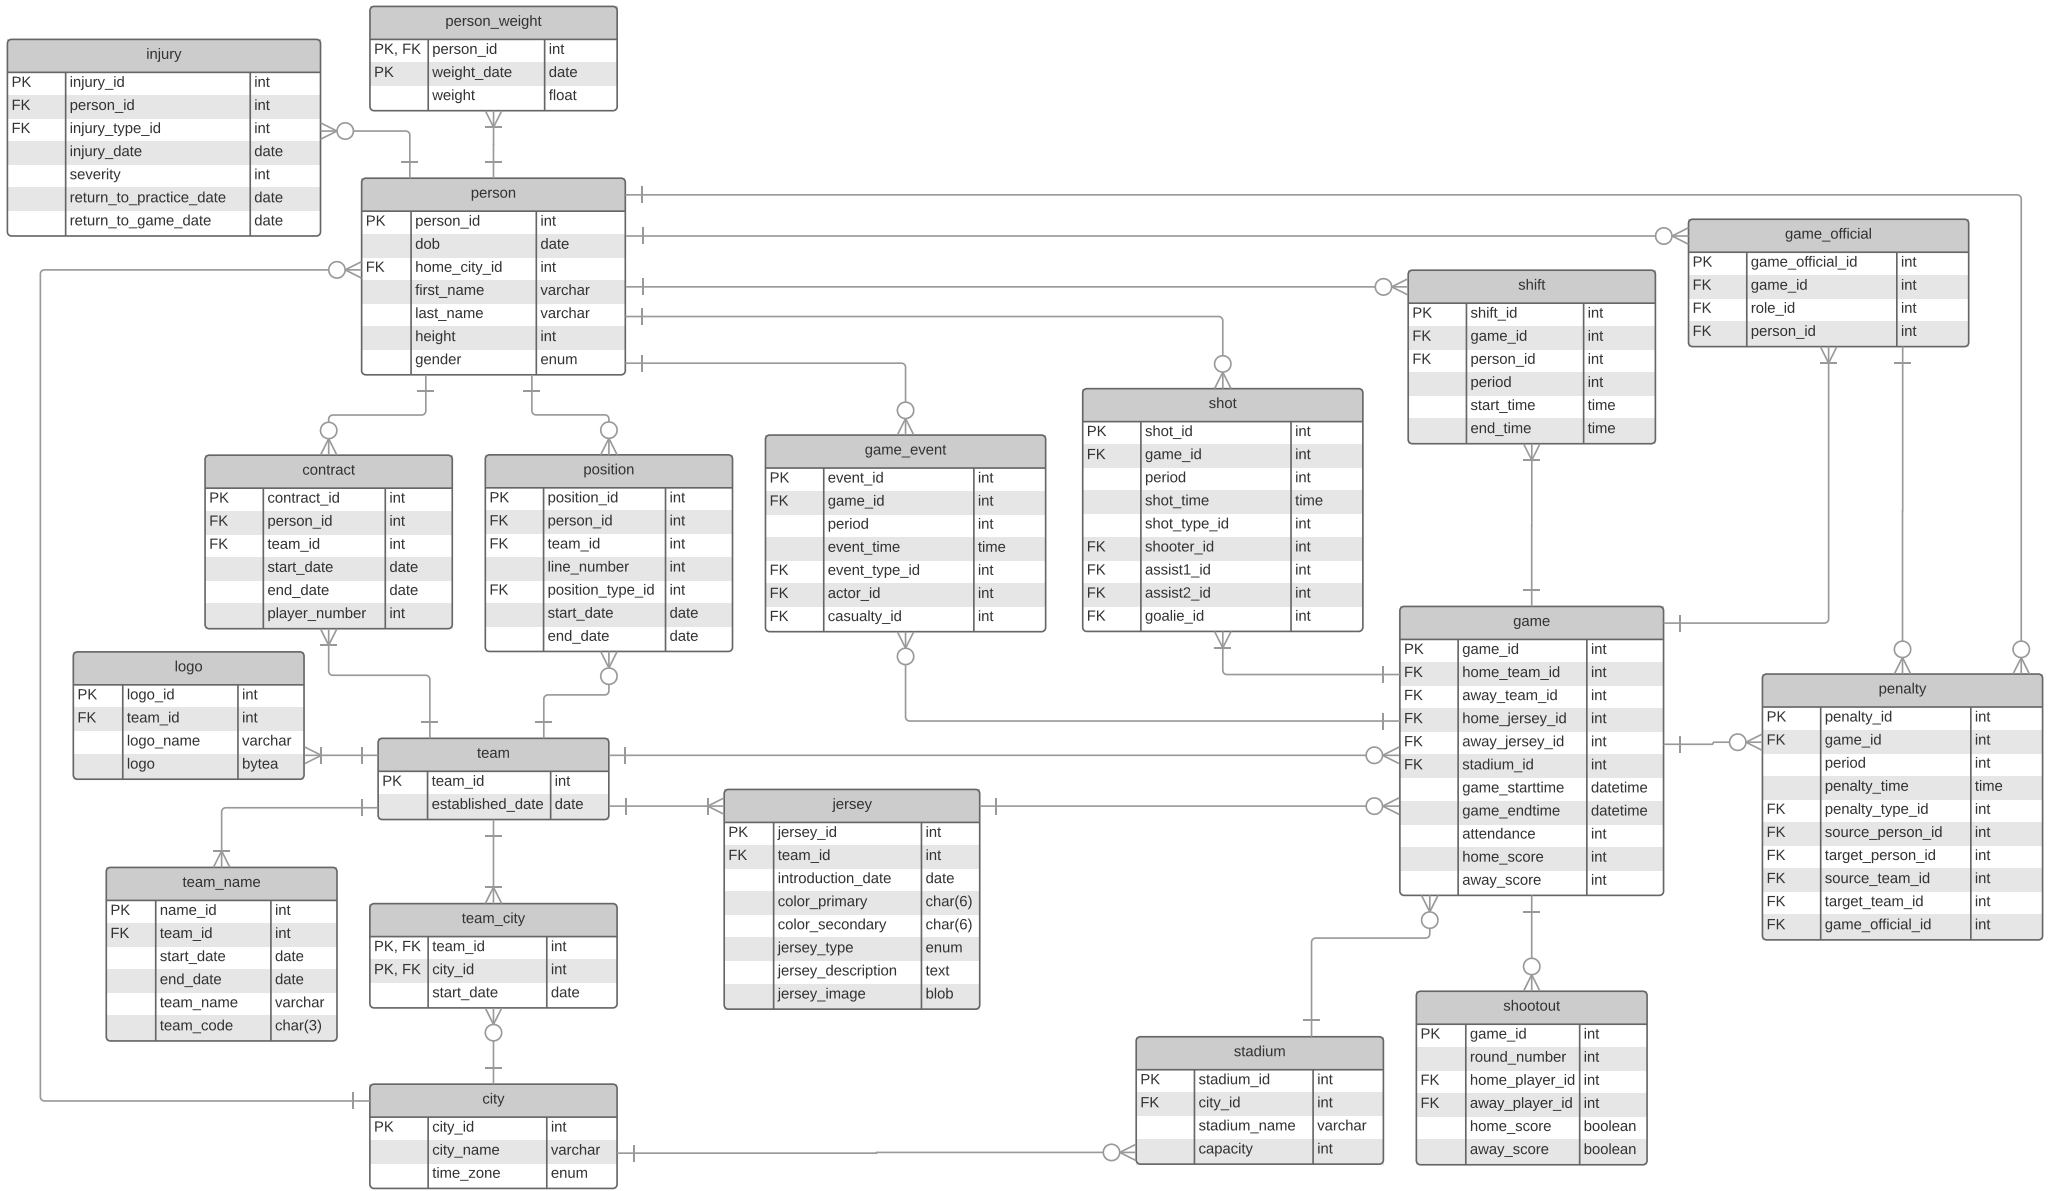 person_weight
PK, FK person_id int
PK weight_date date
weight float
injury
PK injury_id int
FK person_id int
FK injury_type_id int
injury_date date
severity int
return_to_practice_date date
return_to_game_date date
person
PK person_id int
dob date
FK home_city_id int
first_name varchar
last_name varchar
height int
gender enum
game_official
PK game_official_id int
FK game_id int
FK role_id int
FK person_id int
shift
PK shift_id int
FK game_id int
FK person_id int
period int
start_time time
end_time time
shot
PK shot_id int
FK game_id int
period int
shot_time time
shot_type_id int
FK shooter_id int
FK assist1_id int
FK assist2_id int
FK goalie_id int
game_event
PK event_id int
FK game_id int
period int
event_time time
FK event_type_id int
FK actor_id int
FK casualty_id int
contract
PK contract_id int
FK person_id int
FK team_id int
start_date date
end_date date
player_number int
position
PK position_id int
FK person_id int
FK team_id int
line_number int
FK position_type_id int
start_date date
end_date date
game
PK game_id int
FK home_team_id int
FK away_team_id int
FK home_jersey_id int
FK away_jersey_id int
FK stadium_id int
game_starttime datetime
game_endtime datetime
attendance int
home_score int
away_score int
logo
PK logo_id int
FK team_id int
logo_name varchar
logo bytea
penalty
PK penalty_id int
FK game_id int
period int
penalty_time time
FK penalty_type_id int
FK source_person_id int
FK target_person_id int
FK source_team_id int
FK target_team_id int
FK game_official_id int
team
PK team_id int
established_date date
jersey
PK jersey_id int
FK team_id int
introduction_date date
color_primary char(6)
color_secondary char(6)
jersey_type enum
jersey_description text
jersey_image blob
team_name
PK name_id int
FK team_id int
start_date date
end_date date
team_name varchar
team_code char(3)
team_city
PK, FK team_id int
PK, FK city_id int
start_date date
shootout
PK game_id int
round_number int
FK home_player_id int
FK away_player_id int
home_score boolean
away_score boolean
stadium
PK stadium_id int
FK city_id int
stadium_name varchar
capacity int
city
PK city_id int
city_name varchar
time_zone enum